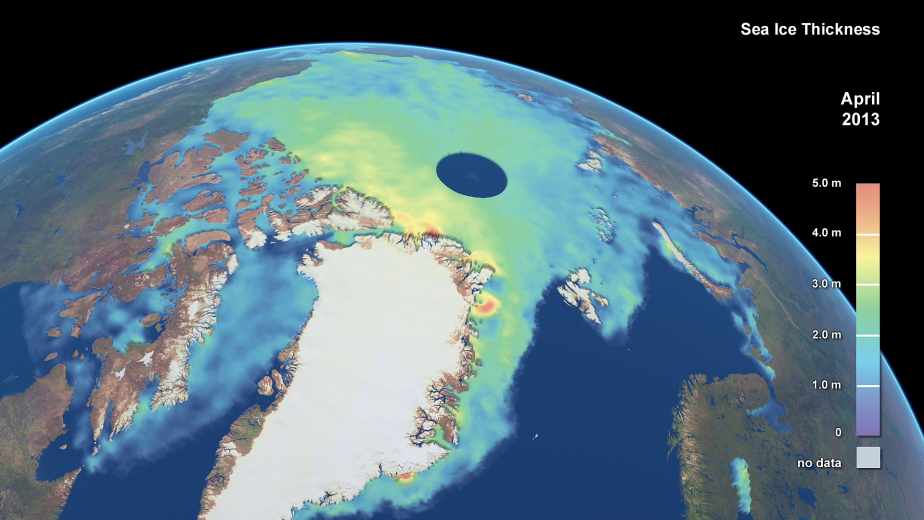 Sea Ice Thickness
April
2013
5.0 m
4.0 m
3.0 m
2.0 m
1.0 m
0
no data